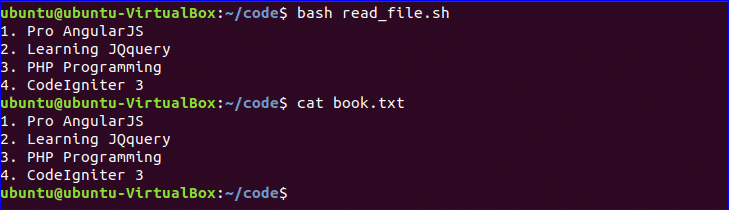 ubuntu@ubuntu-VirtualBox:~/code$ bash read_file.sh
1. Pro AngularJS
2. Learning JQquery
3. PHP Programming
4. CodeIgniter 3
ubuntu@ubuntu-VirtualBox:~/code$ cat book.txt
1. Pro AngularJS
2. Learning JQquery
3. PHP Programming
4. CodeIgniter 3
ubuntu@ubuntu-VirtualBox:~/code$